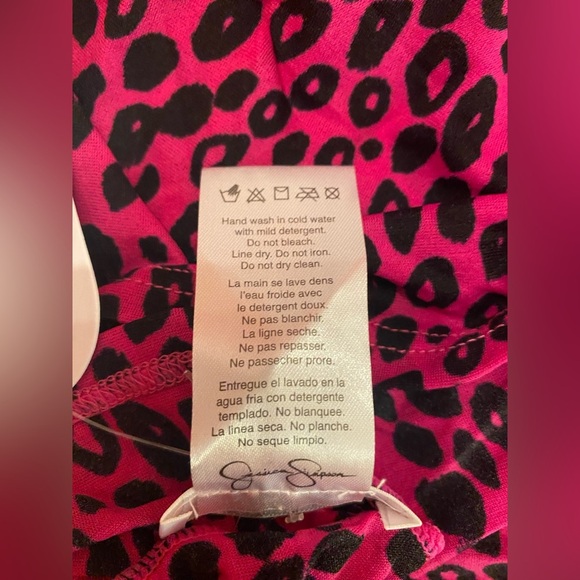 Hand wash in cold water
with mild detergent.
Do not bleach.
Line dry. Do not iron.
Do not dry clean.
La main se lave dens
l'eau froide avec
le detergent doux.
Ne pas blanchir.
La ligne seche.
Ne pas repasser.
Ne passecher prore.
Entregue el lavado en la
agua fria con detergente
templado. No blanquee.
La linea seca. No planche.
No seque limpio.
Jessica Simpson